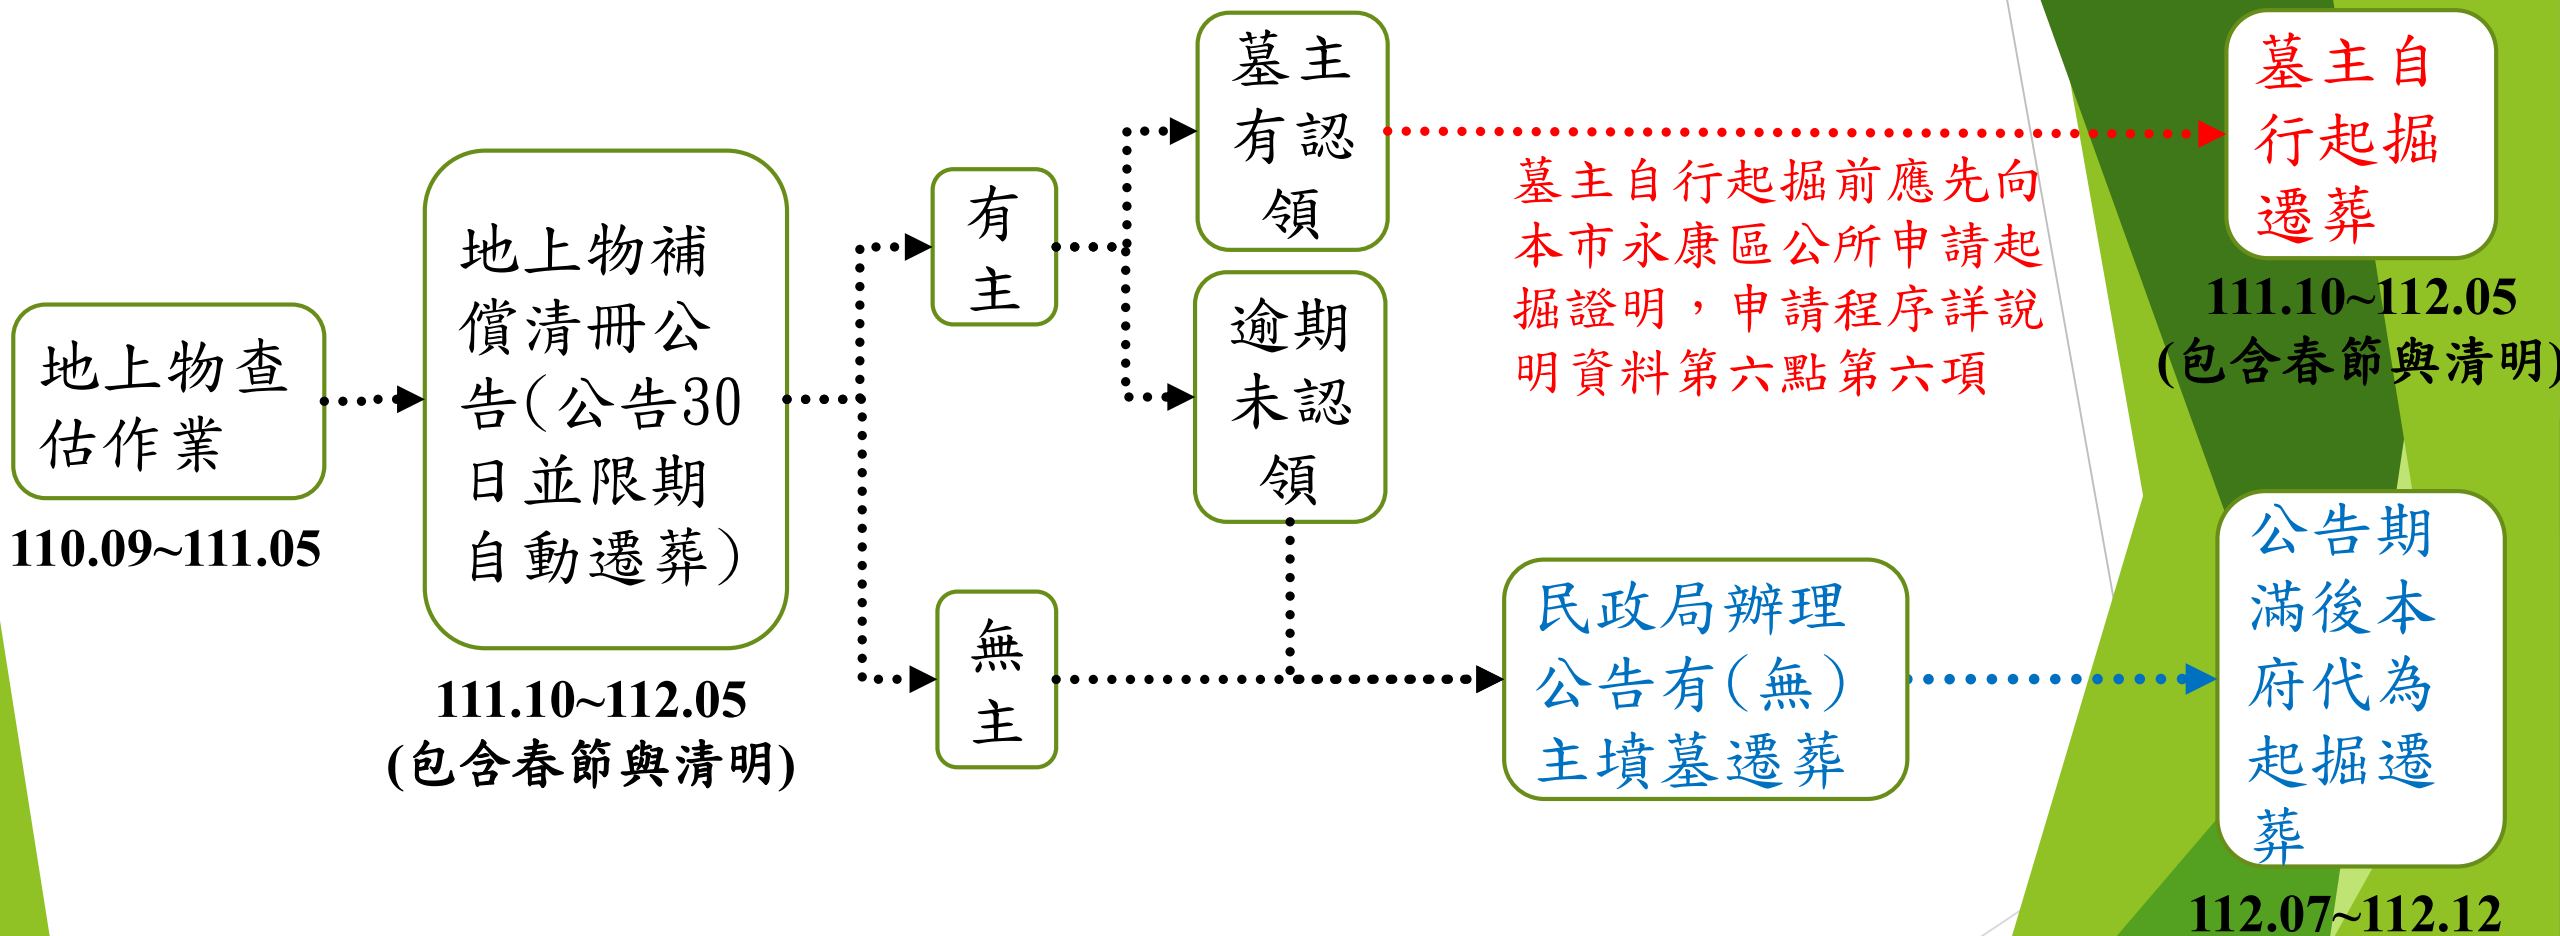 地上物查
估作業
110.09~111.05
地上物補
償清冊公
告(公告30
日並限期
自動遷葬)
111.10~112.05
(包含春節與清明)
有
主
無
主
墓主
有認
領
逾期
未認
領
墓主自行起掘前應先向
本市永康區公所申請起
掘證明，申請程序詳說
明資料第六點第六項
民政局辦理
公告有(無)
主墳墓遷葬
墓主自
行起掘
遷葬
111.10~112.05
(包含春節與清明)
公告期
滿後本
府代為
起掘遷
葬
112.07~112.12